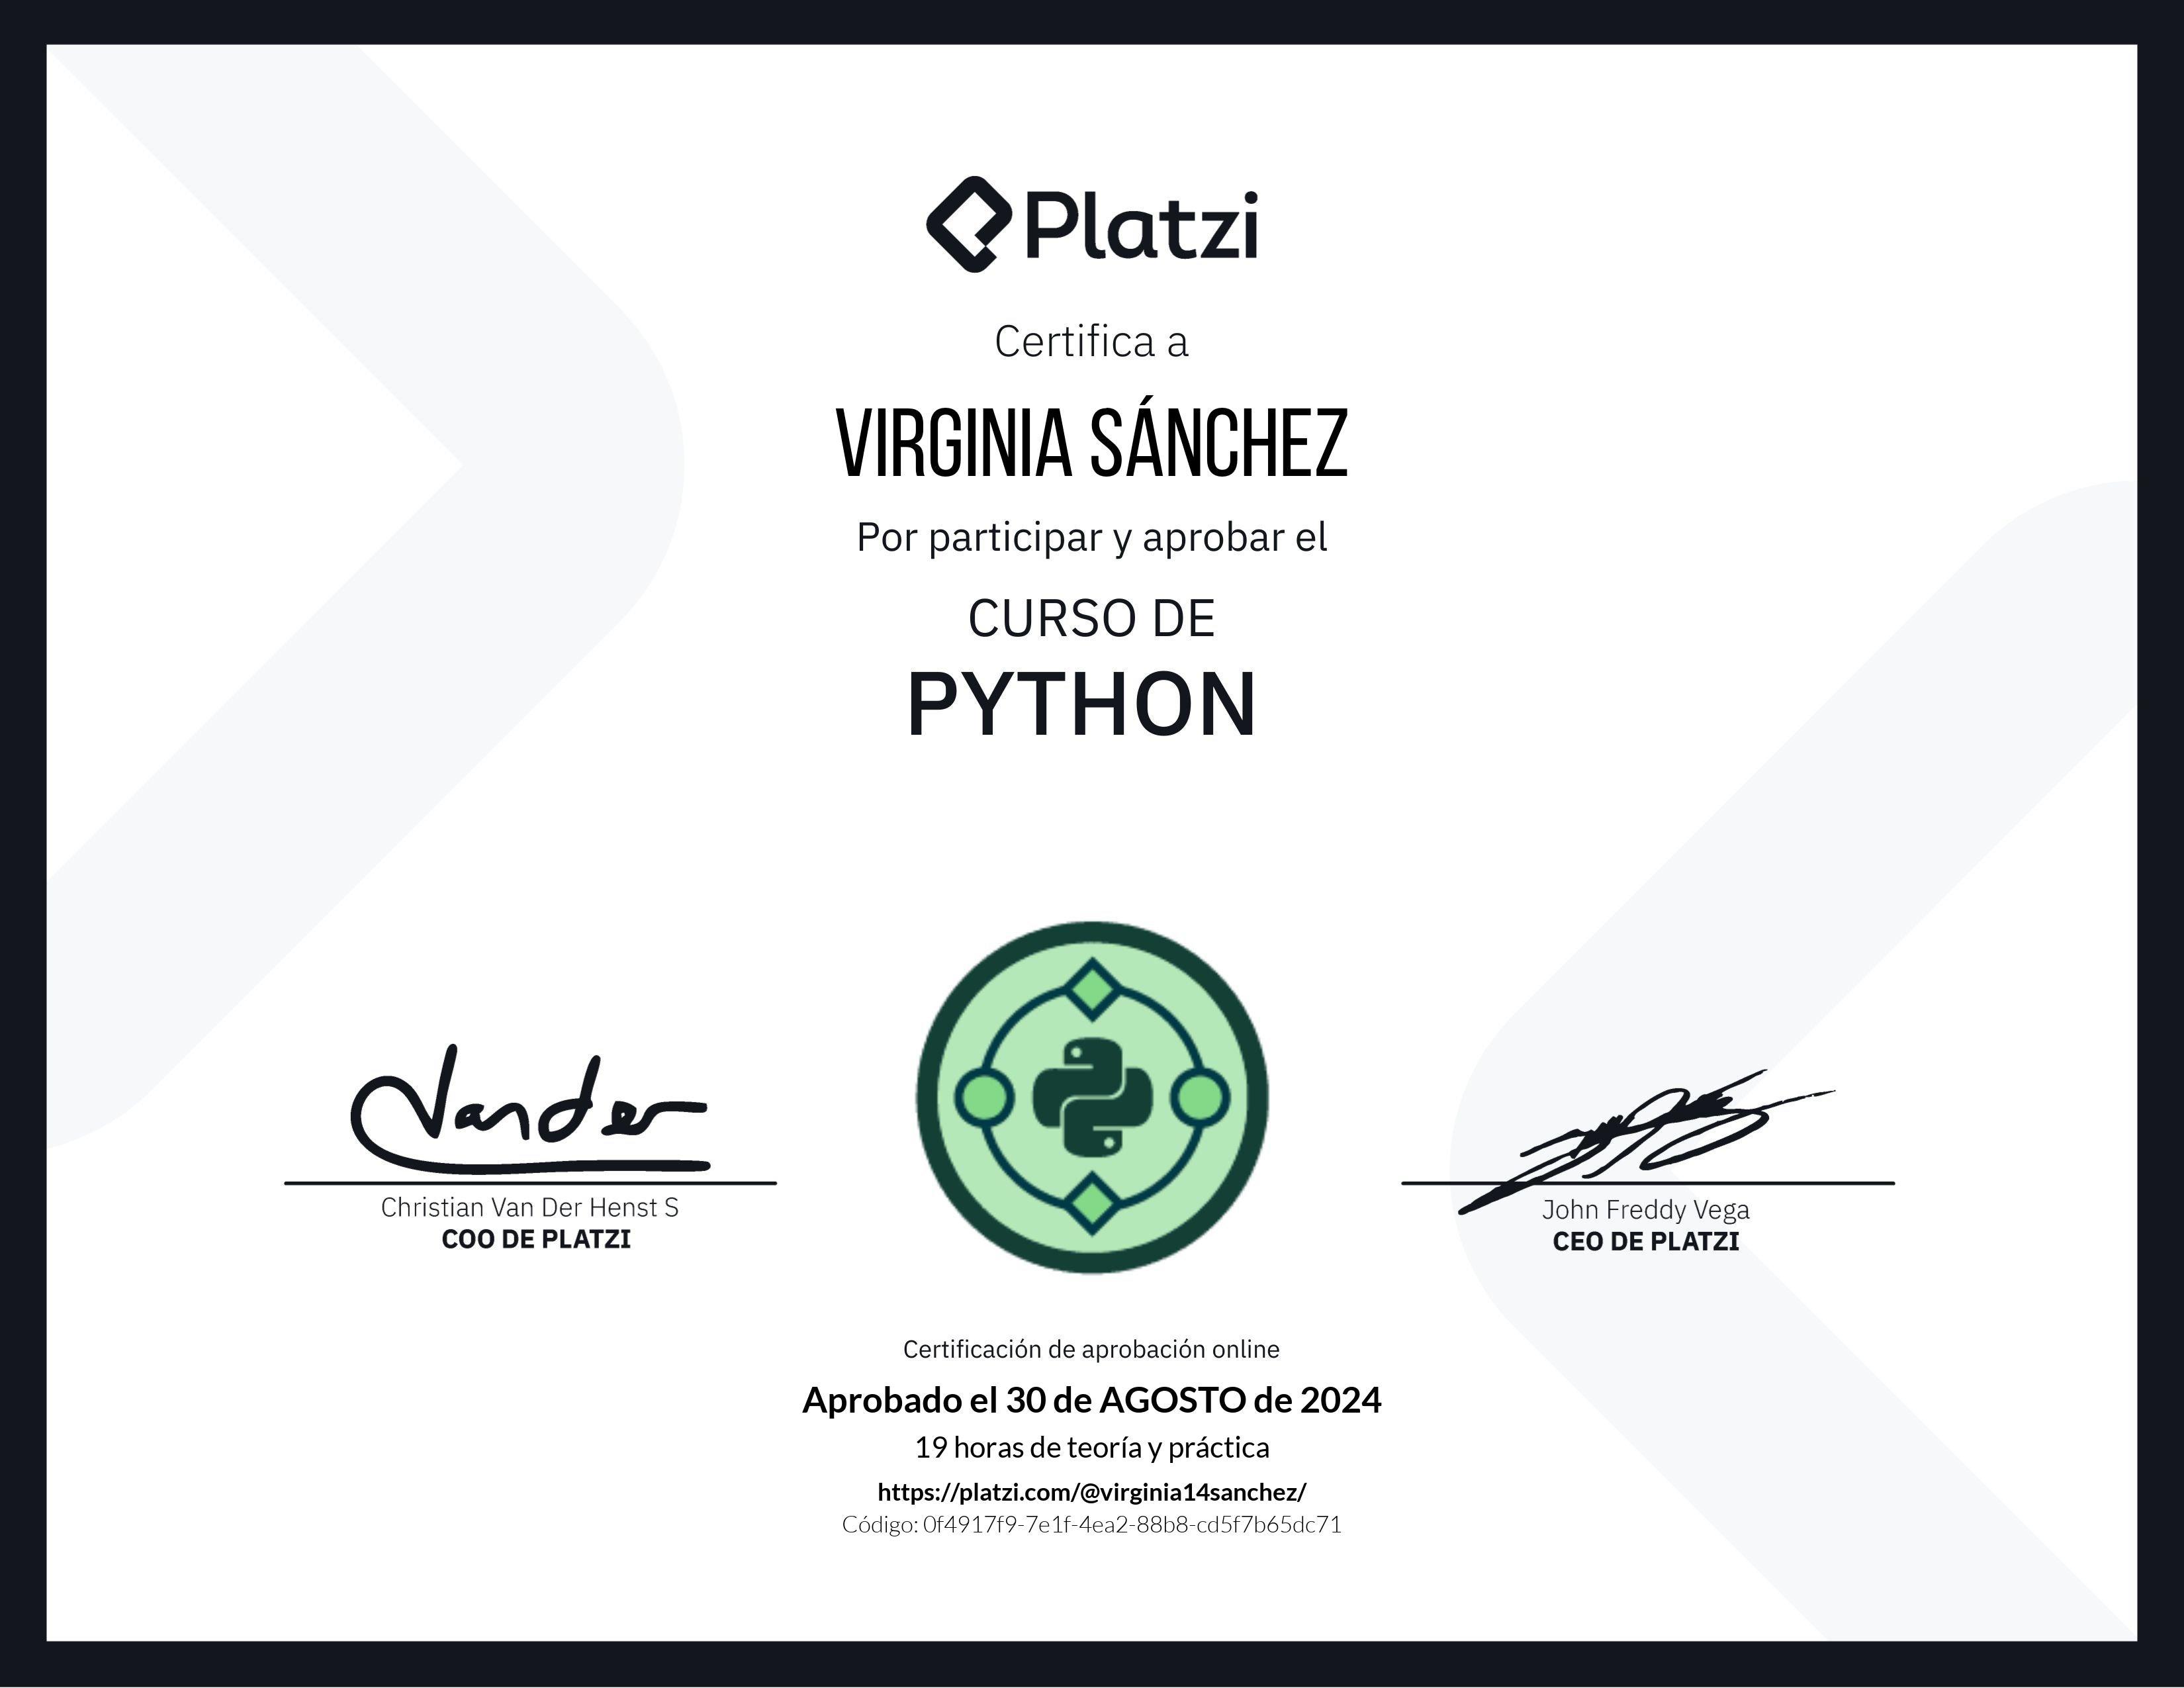 Platzi
Certifica a
VIRGINIA SÁNCHEZ
Por participar y aprobar el
CURSO DE
PYTHON
Vander
Christian Van Der Henst S
COO DE PLATZI
John Freddy Vega
CEO DE PLATZI
Certificación de aprobación online
Aprobado el 30 de AGOSTO de 2024
19 horas de teoría y práctica
https://platzi.com/@virginia14sanchez/
Código: 0f4917f9-7e1f-4ea2-88b8-cd5f7b65dc71